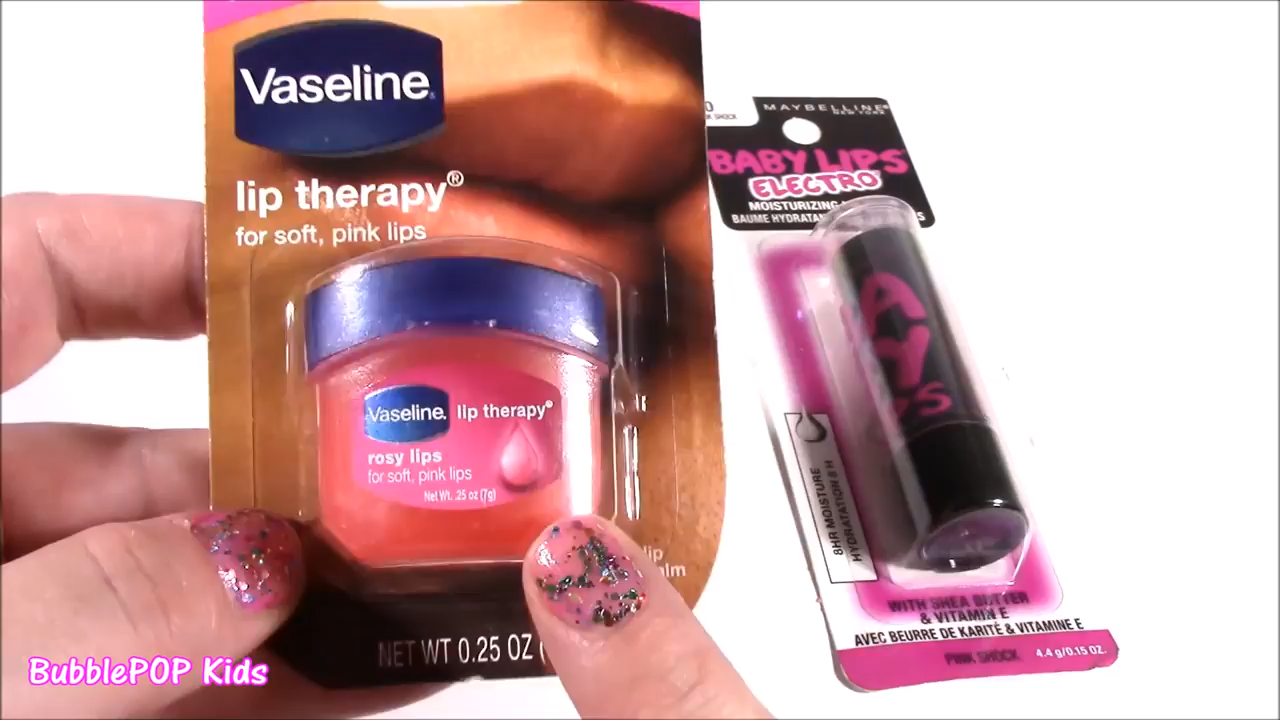 Vaseline.
lip therapy®
for soft, pink lips
Vaseline. lip therapy®
rosy lips
for soft, pink lips
Net Wt. .25 oz (7g)
lip
NET WT 0.25 OZ (
MAYBELLINE®
NEW YORK
BABY LIPS
ELECTRO
MOISTURIZING
BAUME
8HR MOISTURE
HYDRATATION 8 H
WITH SHEA BUTTER
& VITAMIN E
AVEC BEURRE DE KARITÉ & VITAMINE E
PINK SHOCK 4.4 g/0.15 OZ.
BubblePOP Kids